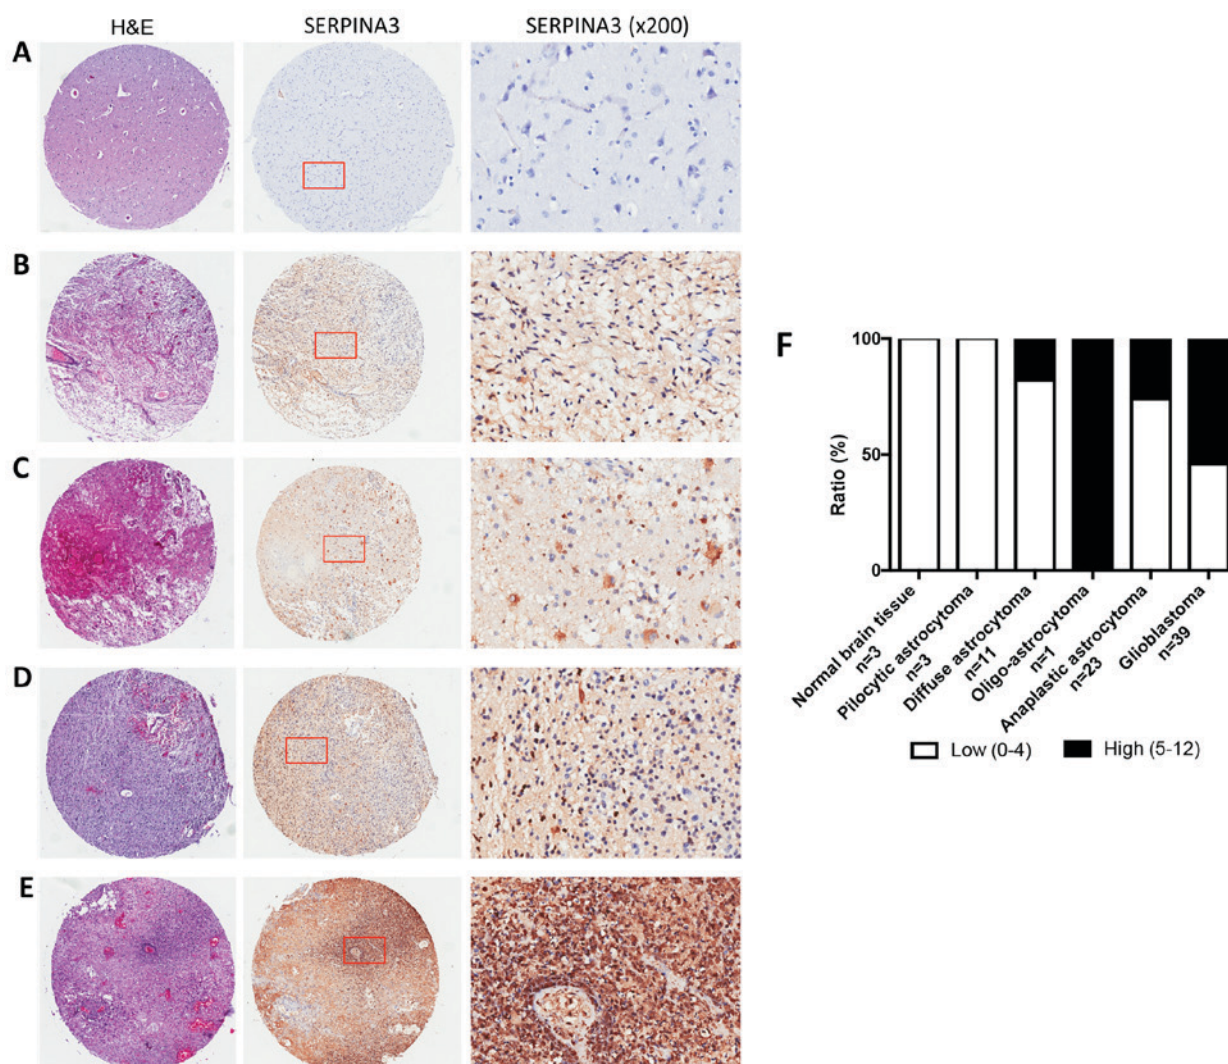 H&E SERPINA3 SERPINA3 (x200)
A
B
C
D
E
F
100
50
0
Ratio (%)
Normal brain tissue
n=3
Pilocytic astrocytoma
n=3
Diffuse astrocytoma
n=11
Oligo-astrocytoma
n=1
Anaplastic astrocytoma
n=23
Glioblastoma
n=39
Low (0-4) High (5-12)